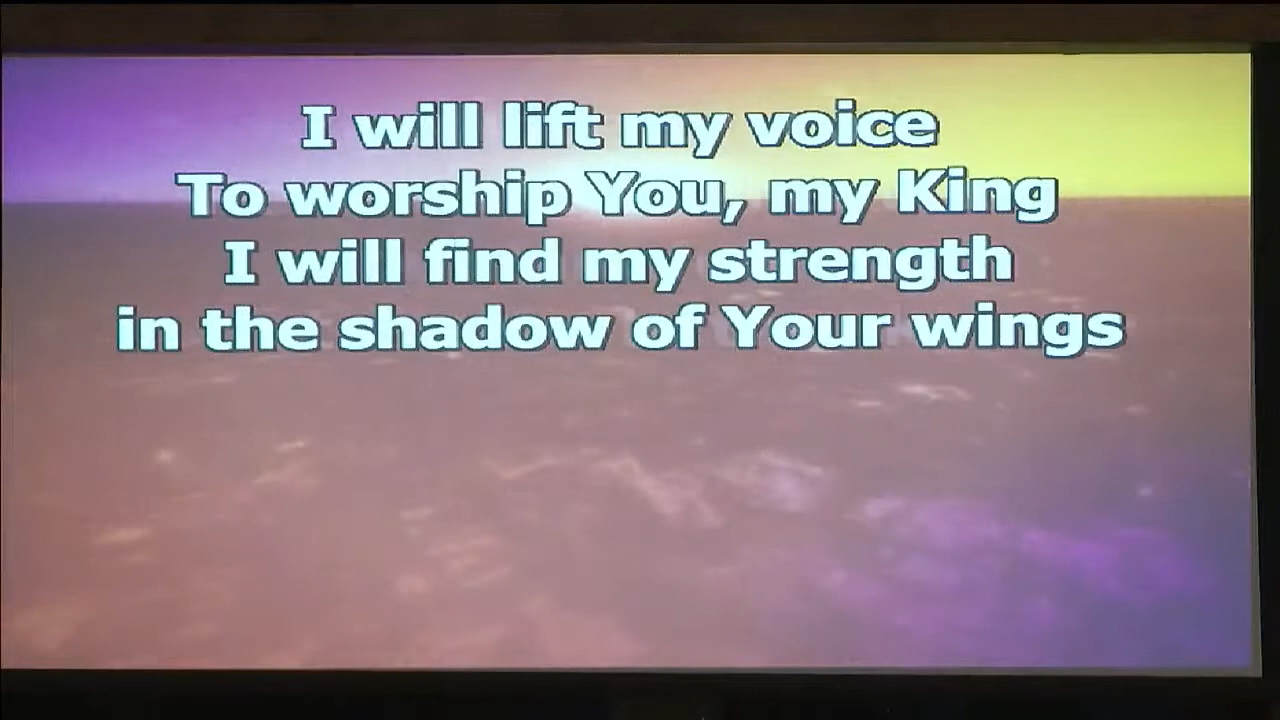 I will lift my voice
To worship You, my King
I will find my strength
in the shadow of Your wings